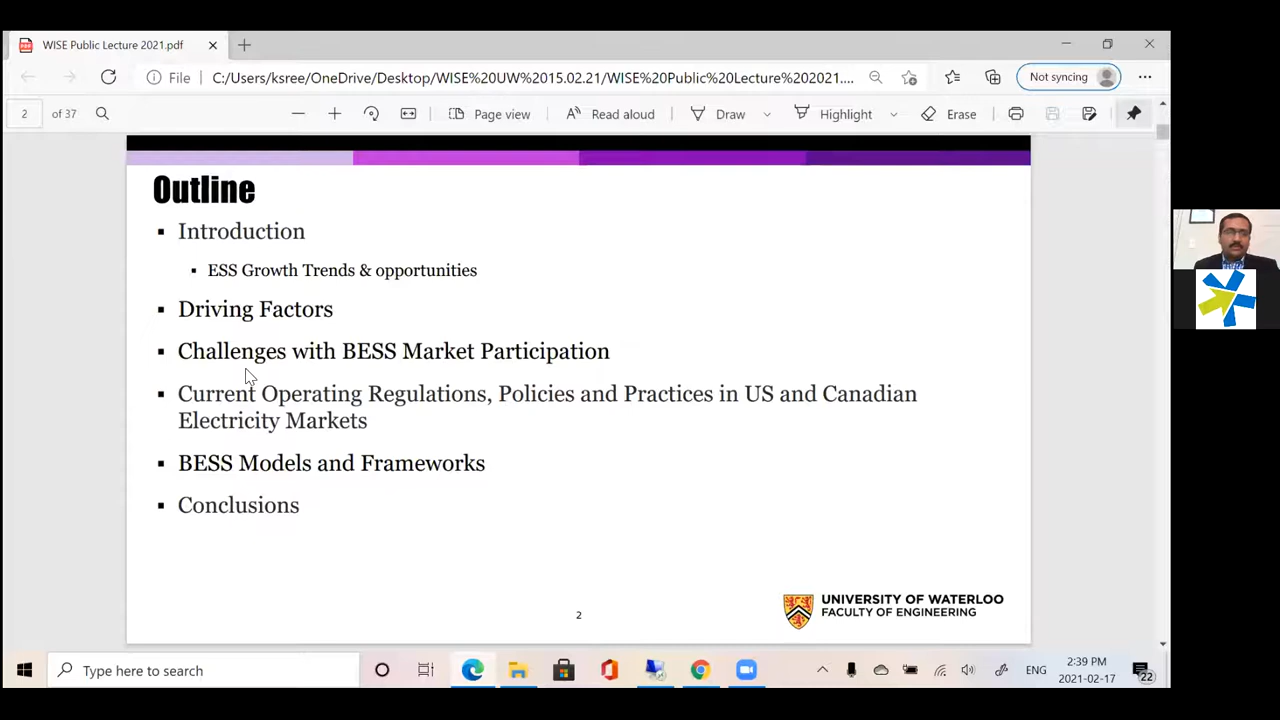 WISE Public Lecture 2021.pdf
File C:/Users/ksree/OneDrive/Desktop/WISE%20UW%2015.02.21/WISE%20Public%20Lecture%202021.... Not syncing
2 of 37 Page view Read aloud Draw Highlight Erase
Outline
▪ Introduction
▪ ESS Growth Trends & opportunities
▪ Driving Factors
▪ Challenges with BESS Market Participation
▪ Current Operating Regulations, Policies and Practices in US and Canadian
Electricity Markets
▪ BESS Models and Frameworks
▪ Conclusions
2
UNIVERSITY OF WATERLOO
FACULTY OF ENGINEERING
Type here to search
ENG
2:39 PM
2021-02-17
22